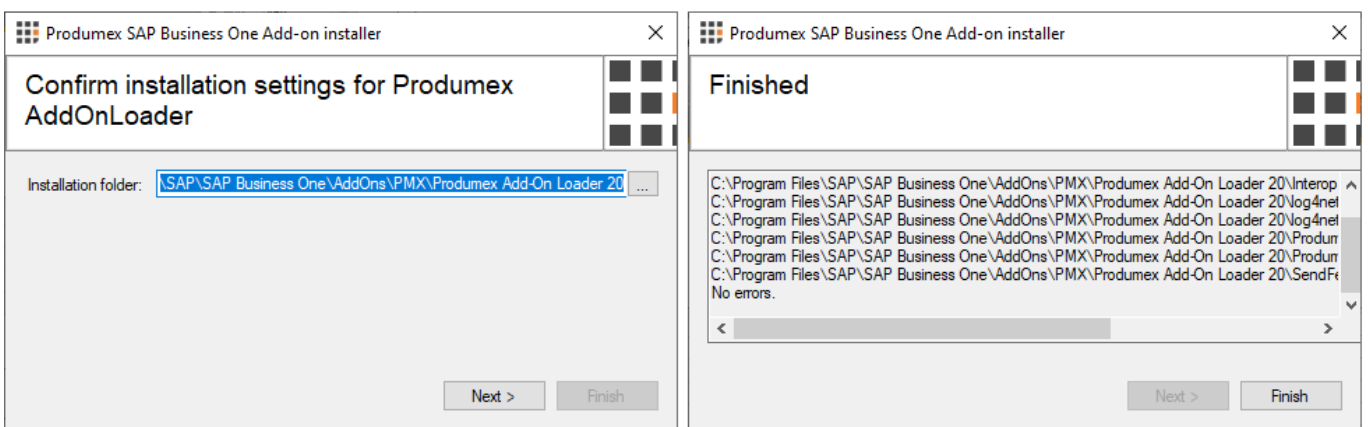 Produmex SAP Business One Add-on installer
Confirm installation settings for Produmex
AddOnLoader
Installation folder: \SAP\SAP Business One\AddOns\PMX\Produmex Add-On Loader 20 ...
Next >
Finish
Produmex SAP Business One Add-on installer
Finished
C:\Program Files\SAP\SAP Business One\AddOns\PMX\Produmex Add-On Loader 20\Interop
C:\Program Files\SAP\SAP Business One\AddOns\PMX\Produmex Add-On Loader 20\log4net
C:\Program Files\SAP\SAP Business One\AddOns\PMX\Produmex Add-On Loader 20\log4net
C:\Program Files\SAP\SAP Business One\AddOns\PMX\Produmex Add-On Loader 20\Produm
C:\Program Files\SAP\SAP Business One\AddOns\PMX\Produmex Add-On Loader 20\Produm
C:\Program Files\SAP\SAP Business One\AddOns\PMX\Produmex Add-On Loader 20\SendFe
No errors.
Next >
Finish